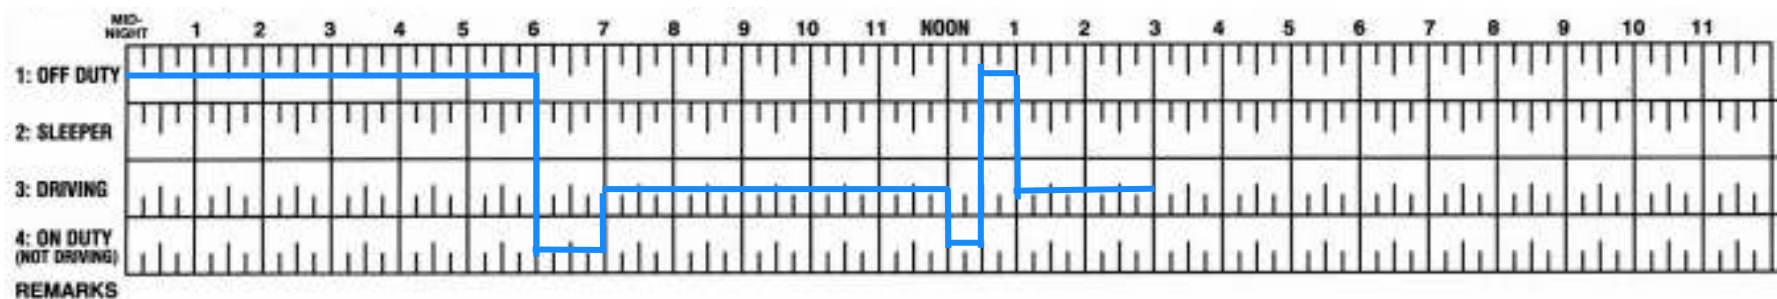 MID-
NIGHT 1 2 3 4 5 6 7 8 9 10 11 NOON 1 2 3 4 5 6 7 8 9 10 11
1: OFF DUTY
2: SLEEPER
3: DRIVING
4: ON DUTY
(NOT DRIVING)
REMARKS